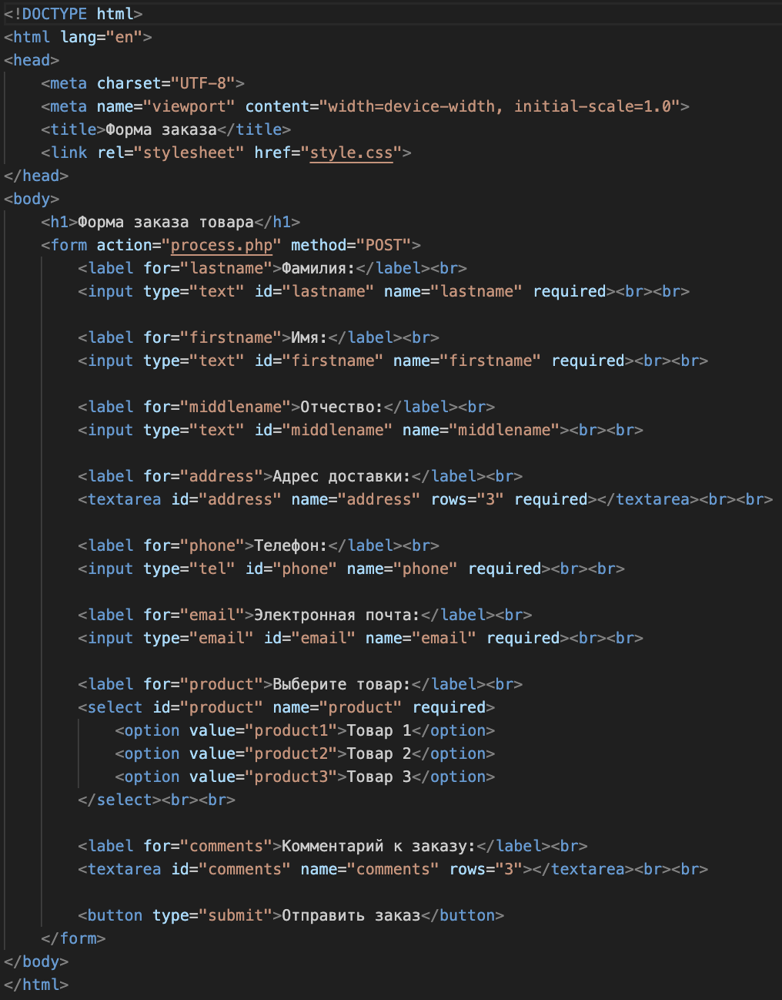 <!DOCTYPE html>
<html lang="en">
<head>
    <meta charset="UTF-8">
    <meta name="viewport" content="width=device-width, initial-scale=1.0">
    <title>Форма заказа</title>
    <link rel="stylesheet" href="style.css">
</head>
<body>
    <h1>Форма заказа товара</h1>
    <form action="process.php" method="POST">
        <label for="lastname">Фамилия:</label><br>
        <input type="text" id="lastname" name="lastname" required><br><br>

        <label for="firstname">Имя:</label><br>
        <input type="text" id="firstname" name="firstname" required><br><br>

        <label for="middlename">Отчество:</label><br>
        <input type="text" id="middlename" name="middlename"><br><br>

        <label for="address">Адрес доставки:</label><br>
        <textarea id="address" name="address" rows="3" required></textarea><br><br>

        <label for="phone">Телефон:</label><br>
        <input type="tel" id="phone" name="phone" required><br><br>

        <label for="email">Электронная почта:</label><br>
        <input type="email" id="email" name="email" required><br><br>

        <label for="product">Выберите товар:</label><br>
        <select id="product" name="product" required>
            <option value="product1">Товар 1</option>
            <option value="product2">Товар 2</option>
            <option value="product3">Товар 3</option>
        </select><br><br>

        <label for="comments">Комментарий к заказу:</label><br>
        <textarea id="comments" name="comments" rows="3"></textarea><br><br>

        <button type="submit">Отправить заказ</button>
    </form>
</body>
</html>